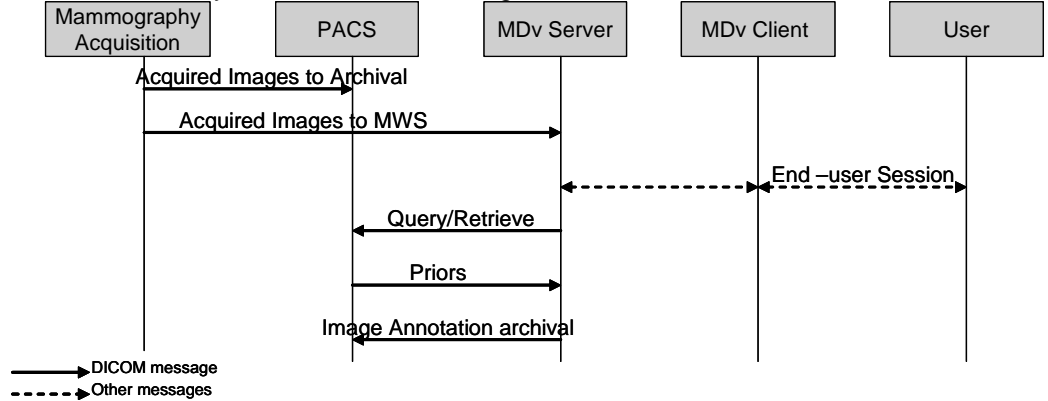 Mammography
Acquisition
PACS
MDv Server
MDv Client
User
Acquired Images to Archival
Acquired Images to MWS
End –user Session
Query/Retrieve
Priors
Image Annotation archival
DICOM message
Other messages